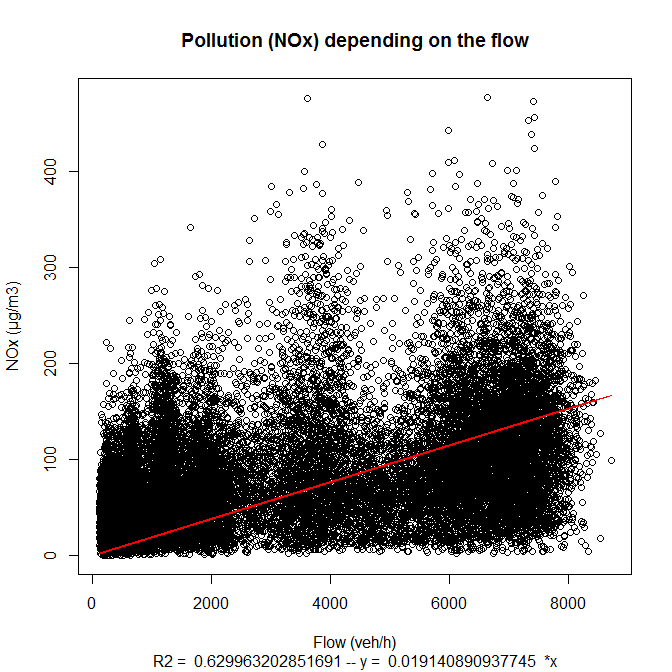 Pollution (NOx) depending on the flow
NOx (µg/m3)
400
300
200
100
0
0 2000 4000 6000 8000
Flow (veh/h)
R2 = 0.629963202851691 -- y = 0.019140890937745 *x